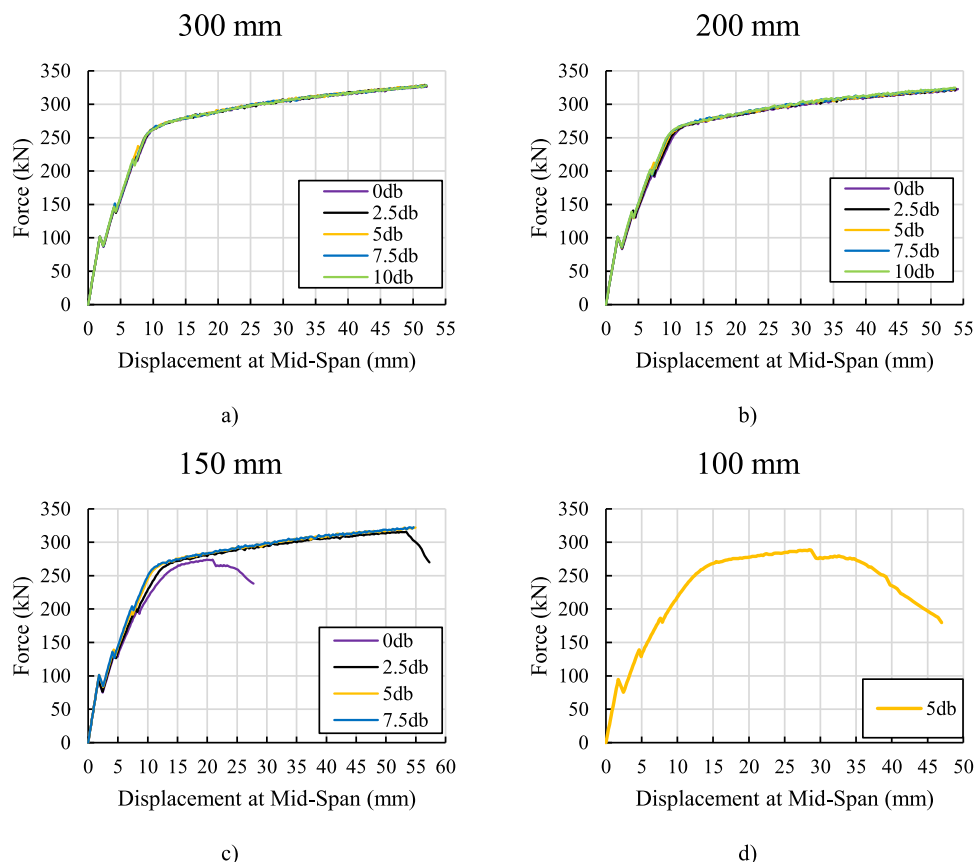 300 mm
350
300
250
200
150
100
50
0
Force (kN)
0db
2.5db
5db
7.5db
10db
0 5 10 15 20 25 30 35 40 45 50 55
Displacement at Mid-Span (mm)
a)
200 mm
350
300
250
200
150
100
50
0
Force (kN)
0db
2.5db
5db
7.5db
10db
0 5 10 15 20 25 30 35 40 45 50 55
Displacement at Mid-Span (mm)
b)
150 mm
350
300
250
200
150
100
50
0
Force (kN)
0db
2.5db
5db
7.5db
0 5 10 15 20 25 30 35 40 45 50 55 60
Displacement at Mid-Span (mm)
c)
100 mm
350
300
250
200
150
100
50
0
Force (kN)
5db
0 5 10 15 20 25 30 35 40 45 50
Displacement at Mid-Span (mm)
d)